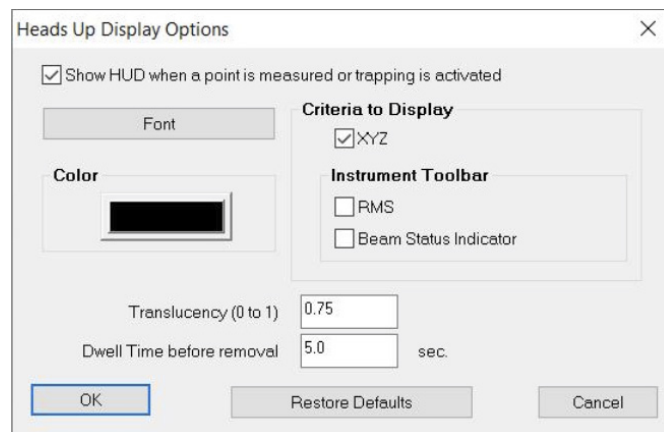 Heads Up Display Options
Show HUD when a point is measured or trapping is activated
Font
Criteria to Display
XYZ
Color
Instrument Toolbar
RMS
Beam Status Indicator
Translucency (0 to 1) 0.75
Dwell Time before removal 5.0 sec.
OK Restore Defaults Cancel